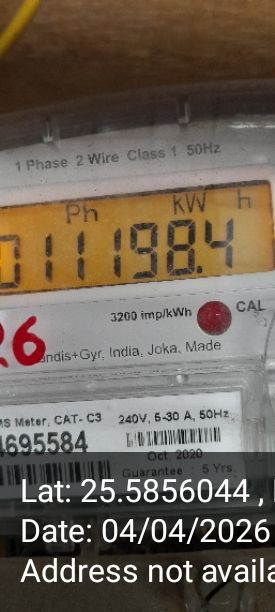 1 Phase 2 Wire Class 1 50Hz
Ph kW h
011198.4
3200 imp/kWh CAL
26
andis+Gyr, India, Joka, Made
MS Meter, CAT- C3 240V, 5-30 A, 50Hz
4695584
Oct, 2020
Guarantee : 5 Yrs.
Lat: 25.5856044 ,
Date: 04/04/2026
Address not availa